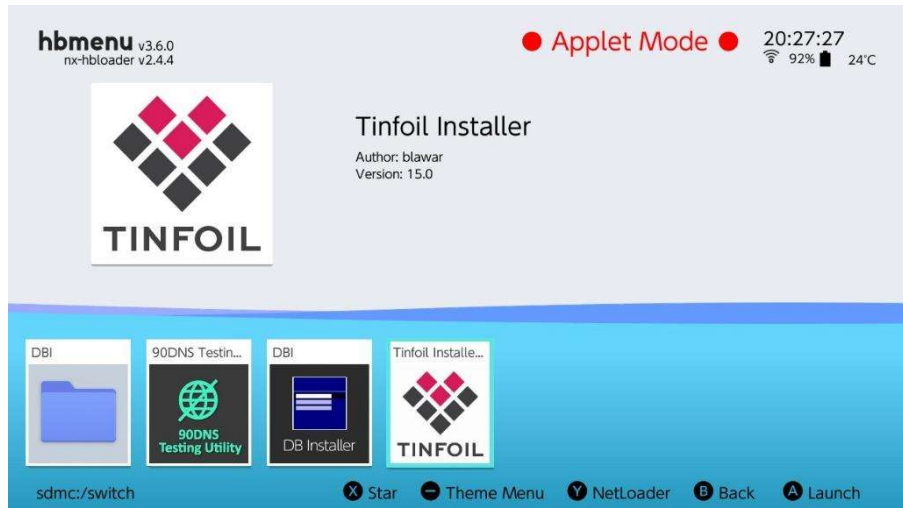 hbmenu v3.6.0
nx-hbloader v2.4.4
Applet Mode
20:27:27
92% 24°C
TINFOIL
Tinfoil Installer
Author: blawar
Version: 15.0
DBI
90DNS Testin...
DBI
Tinfoil Installe...
90DNS
Testing Utility
DB Installer
TINFOIL
sdmc:/switch
X Star
Theme Menu
Y NetLoader
B Back
A Launch